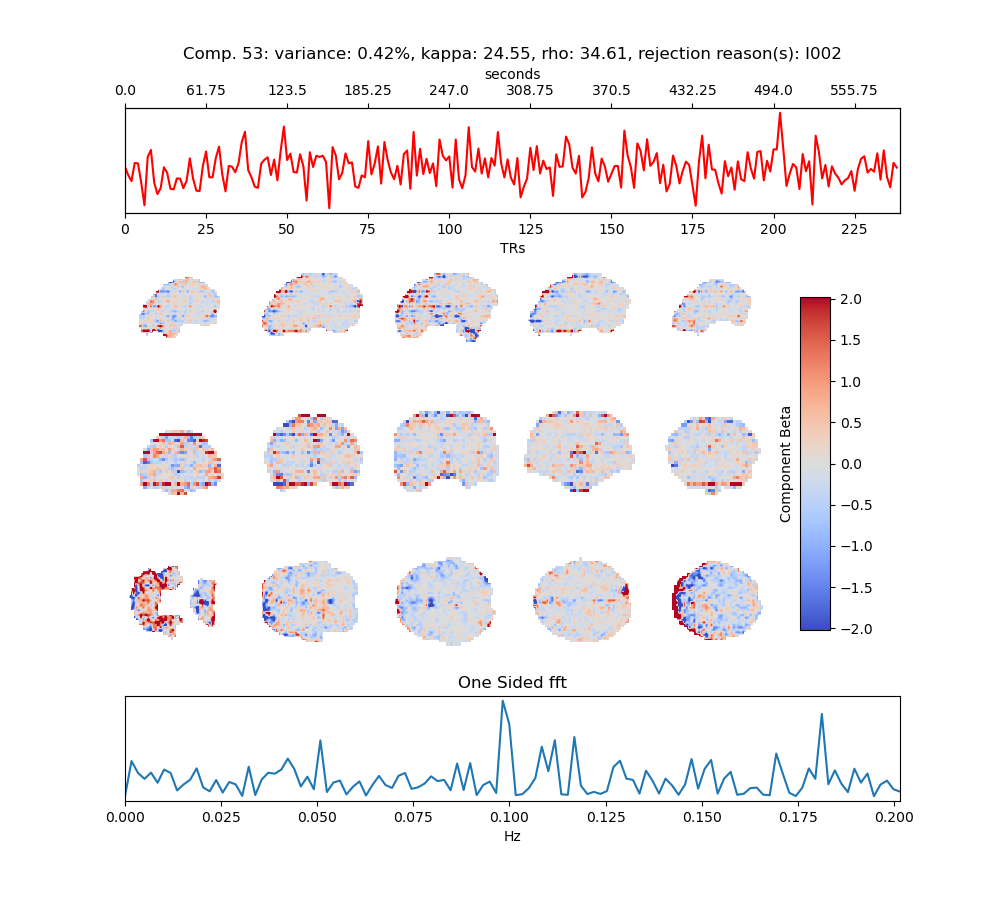 Comp. 53: variance: 0.42%, kappa: 24.55, rho: 34.61, rejection reason(s): I002
seconds
0.0 61.75 123.5 185.25 247.0 308.75 370.5 432.25 494.0 555.75
0 25 50 75 100 125 150 175 200 225
TRs
2.0
1.5
1.0
0.5
0.0
−0.5
−1.0
−1.5
−2.0
Component Beta
One Sided fft
0.000 0.025 0.050 0.075 0.100 0.125 0.150 0.175 0.200
Hz